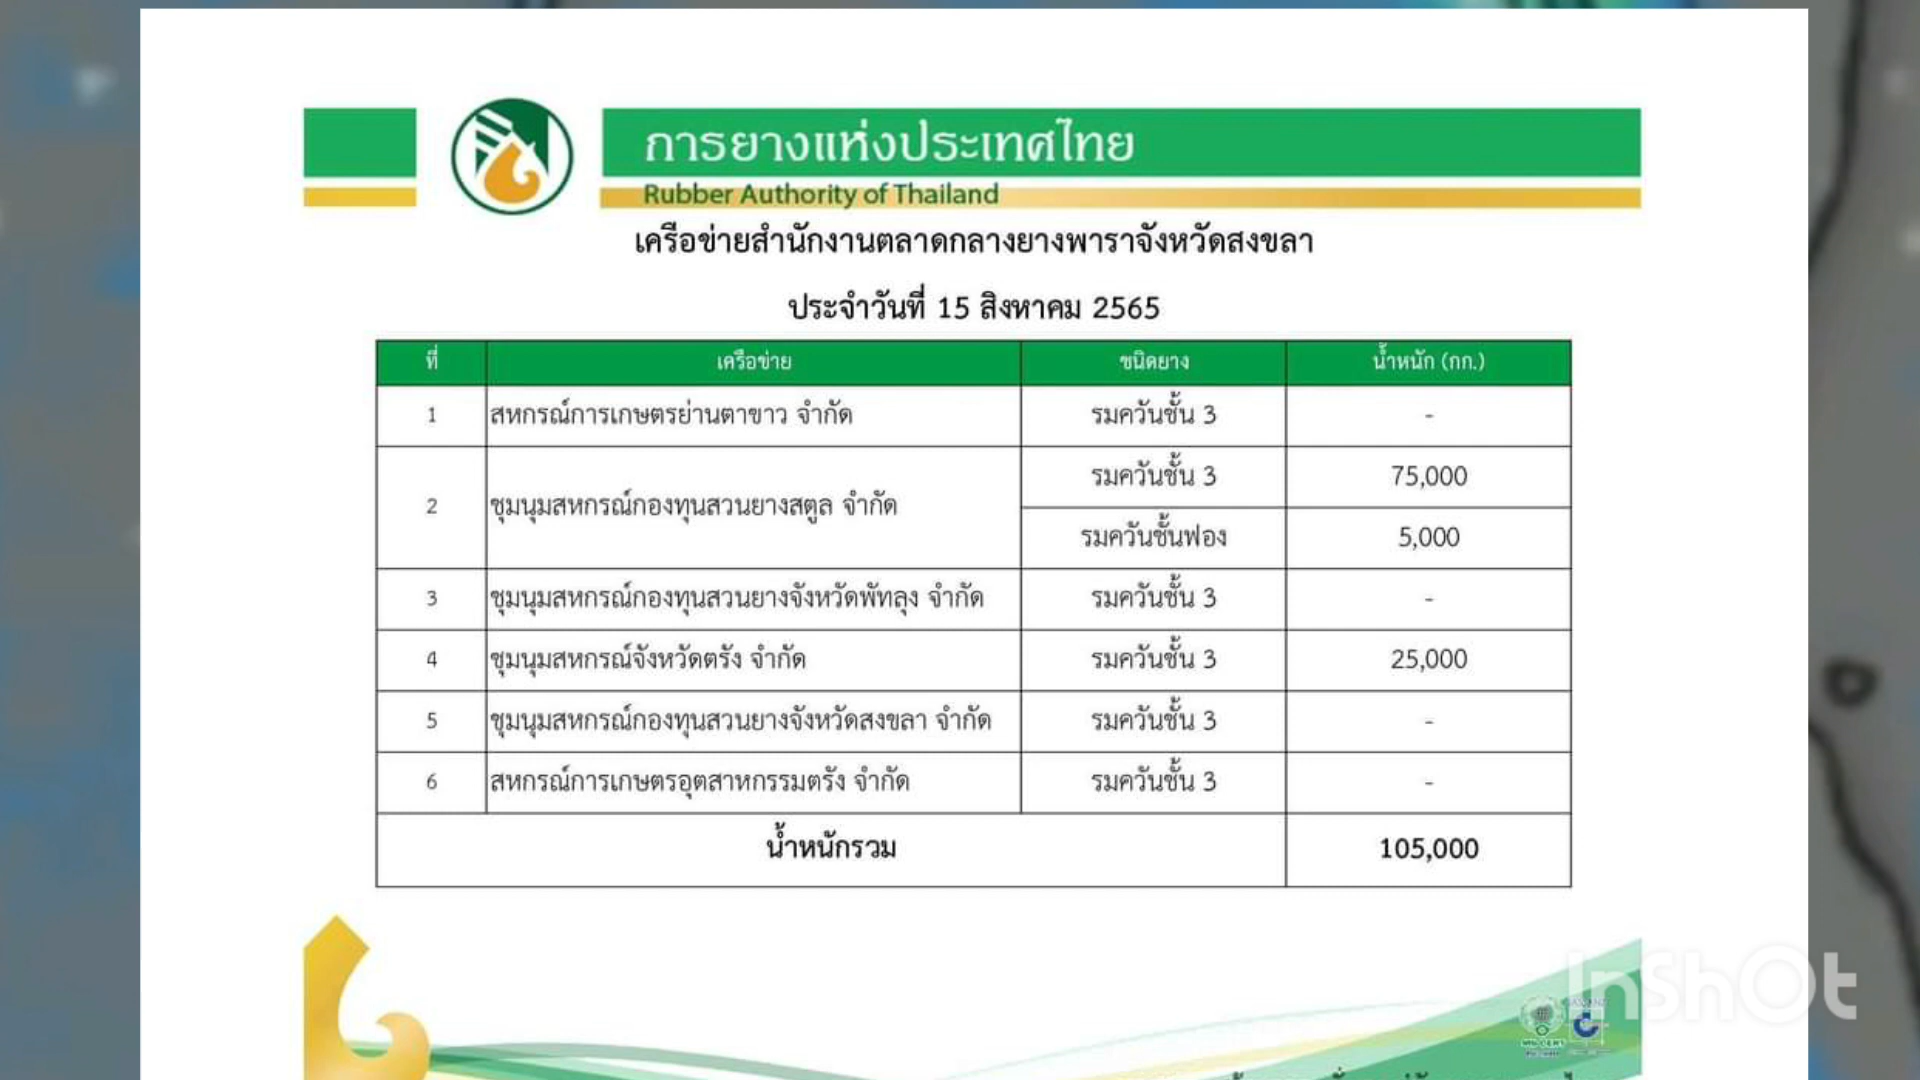 การยางแห่งประเทศไทย
Rubber Authority of Thailand
เครือข่ายสำนักงานตลาดกลางยางพาราจังหวัดสงขลา
ประจำวันที่ 15 สิงหาคม 2565
ที่ เครือข่าย ชนิดยาง น้ำหนัก (กก.)
1 สหกรณ์การเกษตรย่านตาขาว จำกัด รมควันชั้น 3 -
2 ชุมนุมสหกรณ์กองทุนสวนยางสตูล จำกัด รมควันชั้น 3 75,000
รมควันชั้นฟอง 5,000
3 ชุมนุมสหกรณ์กองทุนสวนยางจังหวัดพัทลุง จำกัด รมควันชั้น 3 -
4 ชุมนุมสหกรณ์จังหวัดตรัง จำกัด รมควันชั้น 3 25,000
5 ชุมนุมสหกรณ์กองทุนสวนยางจังหวัดสงขลา จำกัด รมควันชั้น 3 -
6 สหกรณ์การเกษตรอุตสาหกรรมตรัง จำกัด รมควันชั้น 3 -
น้ำหนักรวม 105,000
InShOt